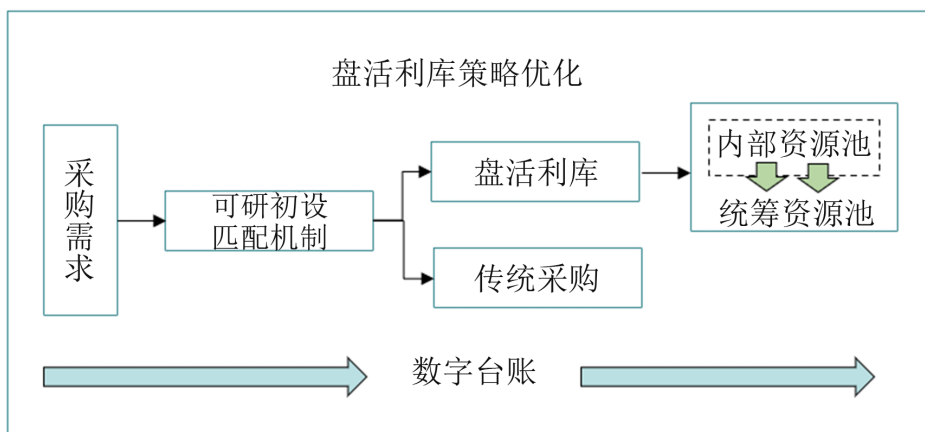 盘活利库策略优化
采购需求
可研初设
匹配机制
盘活利库
传统采购
内部资源池
统筹资源池
数字台账